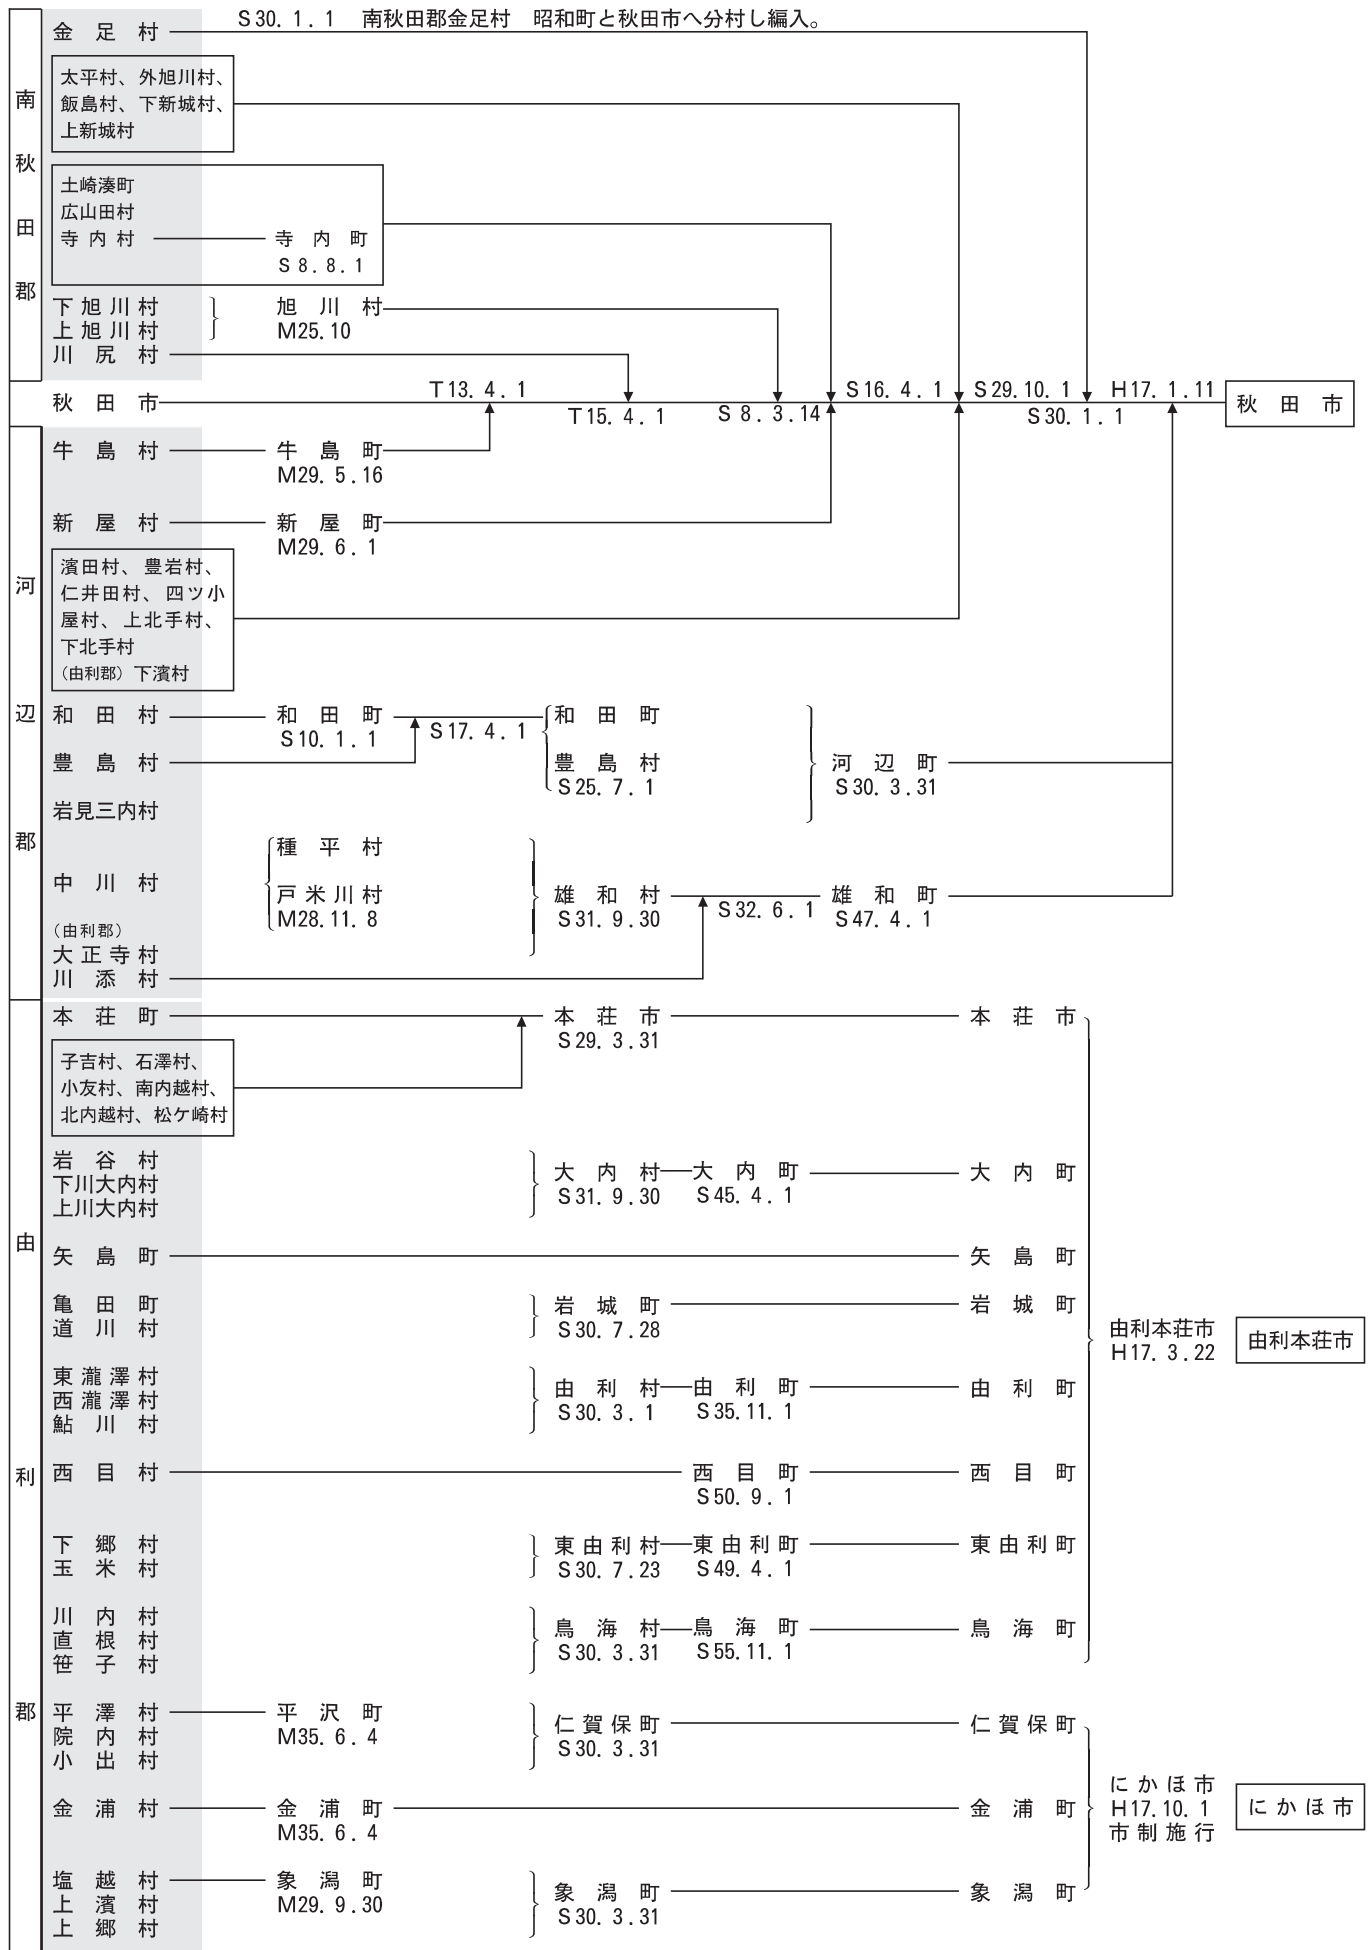 S30.1.1 南秋田郡金足村 昭和町と秋田市へ分村し編入。
南秋田郡
金足村
太平村、外旭川村、
飯島村、下新城村、
上新城村
土崎湊町
広山田村
寺内村 寺内町
S8.8.1
下旭川村 旭川村
上旭川村 M25.10
川尻村
秋田市 T13.4.1 T15.4.1 S8.3.14 S16.4.1 S29.10.1 S30.1.1 H17.1.11 秋田市
河辺郡
牛島村 牛島町
M29.5.16
新屋村 新屋町
M29.6.1
濱田村、豊岩村、
仁井田村、四ツ小
屋村、上北手村、
下北手村
(由利郡)下濱村
和田村 和田町 S17.4.1 和田町
S10.1.1
豊島村 豊島村 河辺町
S25.7.1 S30.3.31
岩見三内村
種平村
中川村 戸米川村 雄和村 S32.6.1 雄和町
M28.11.8 S31.9.30 S47.4.1
(由利郡)
大正寺村
川添村
由利郡
本荘町 本荘市 本荘市
S29.3.31
子吉村、石澤村、
小友村、南内越村、
北内越村、松ケ崎村
岩谷村 大内村 大内町 大内町
下川大内村 S31.9.30 S45.4.1
上川大内村
矢島町 矢島町
亀田町 岩城町 岩城町
道川村 S30.7.28
由利本荘市 由利本荘市
H17.3.22
東瀧澤村 由利村 由利町 由利町
西瀧澤村 S30.3.1 S35.11.1
鮎川村
西目村 西目町 西目町
S50.9.1
下郷村 東由利村 東由利町 東由利町
玉米村 S30.7.23 S49.4.1
川内村 鳥海村 鳥海町 鳥海町
直根村 S30.3.31 S55.11.1
笹子村
平澤村 平沢町 仁賀保町 仁賀保町
院内村 M35.6.4 S30.3.31
小出村
にかほ市 にかほ市
H17.10.1
市制施行
金浦村 金浦町 金浦町
M35.6.4
塩越村 象潟町 象潟町 象潟町
上濱村 M29.9.30 S30.3.31
上郷村